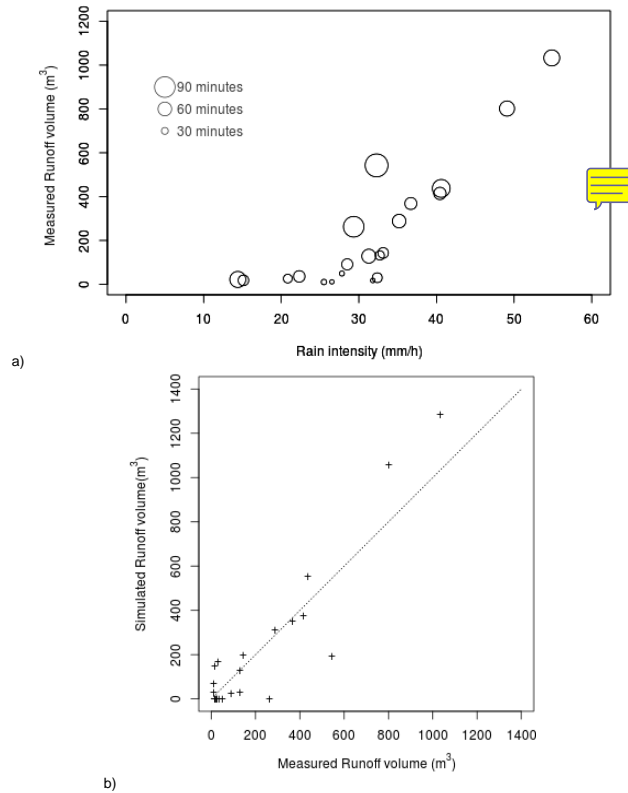 Measured Runoff volume (m³)
1200
1000
800
600
400
200
0
90 minutes
60 minutes
30 minutes
0 10 20 30 40 50 60
Rain intensity (mm/h)
a)
Simulated Runoff volume(m³)
1400
1200
1000
800
600
400
200
0
0 200 400 600 800 1000 1200 1400
Measured Runoff volume (m³)
b)